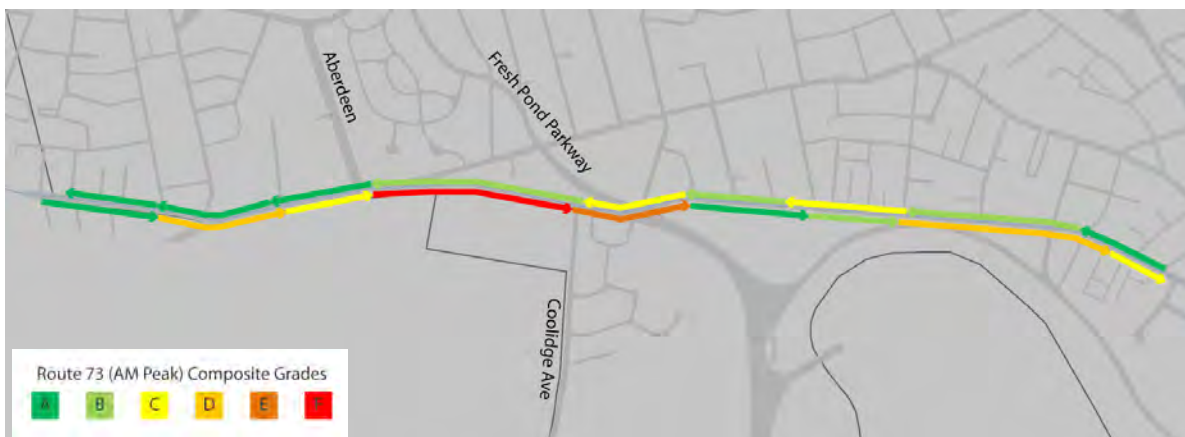 Aberdeen
Fresh Pond Parkway
Coolidge Ave
Route 73 (AM Peak) Composite Grades
A B C D E F